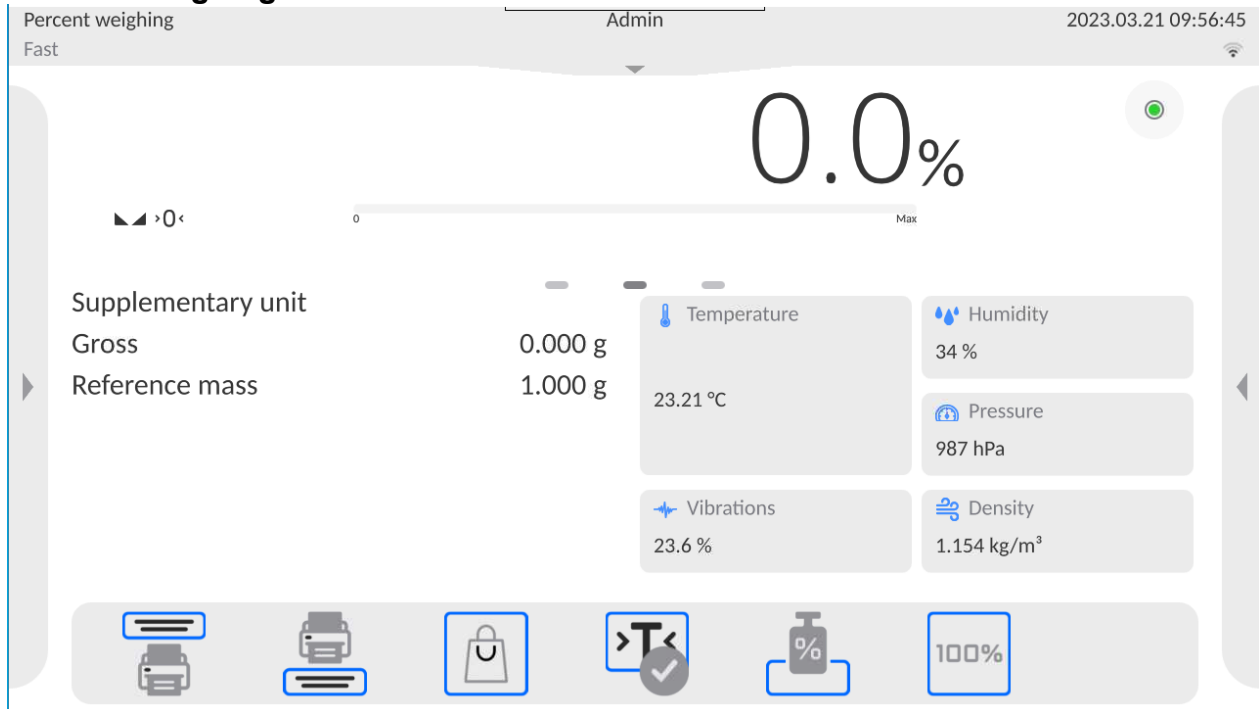 Percent weighing
Admin
2023.03.21 09:56:45
Fast
0.0%
>0<
0
Max
Supplementary unit
Gross 0.000 g
Reference mass 1.000 g
Temperature
23.21 °C
Humidity
34 %
Pressure
987 hPa
Vibrations
23.6 %
Density
1.154 kg/m³
>T<
%
100%